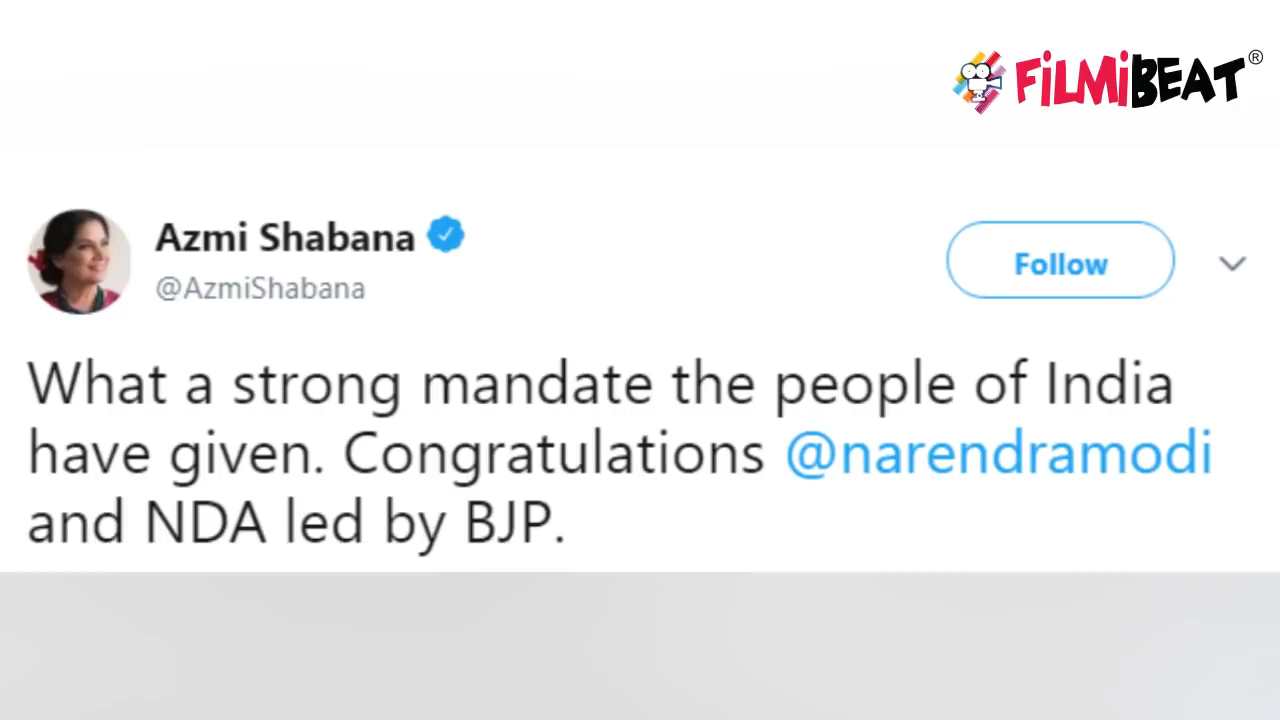 FiLMiBEAT®
Azmi Shabana
@AzmiShabana
Follow
What a strong mandate the people of India
have given. Congratulations @narendramodi
and NDA led by BJP.